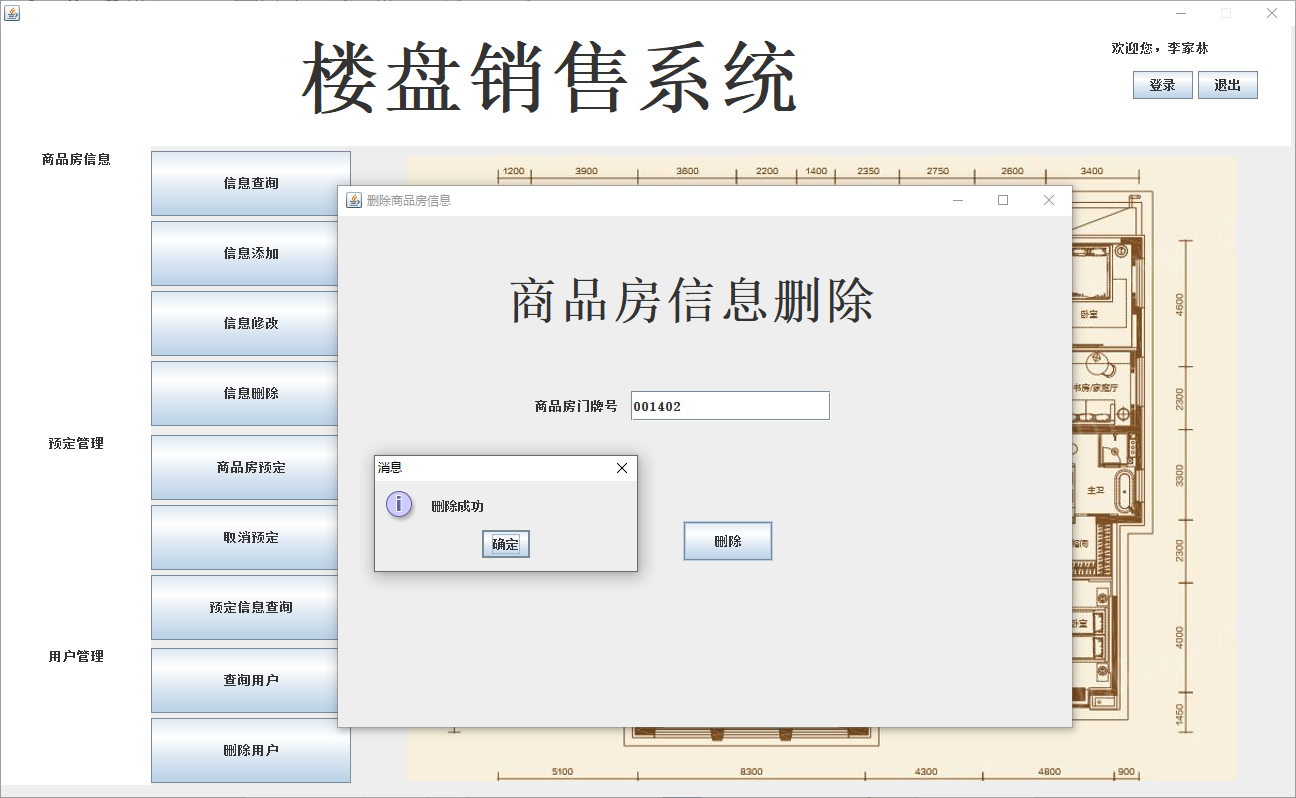 楼盘销售系统
欢迎您，李家林
登录 退出
商品房信息
信息查询
信息添加
信息修改
信息删除
预定管理
商品房预定
取消预定
预定信息查询
用户管理
查询用户
删除用户
删除商品房信息
商品房信息删除
商品房门牌号 001402
消息
删除成功
确定
删除
1200 3900 3800 2200 1400 2350 2750 2600 3400
卧室
4600
书房/家庭厅
2300
主卫
3300
2300
卧室
4000
1450
5100 8300 4300 4800 900